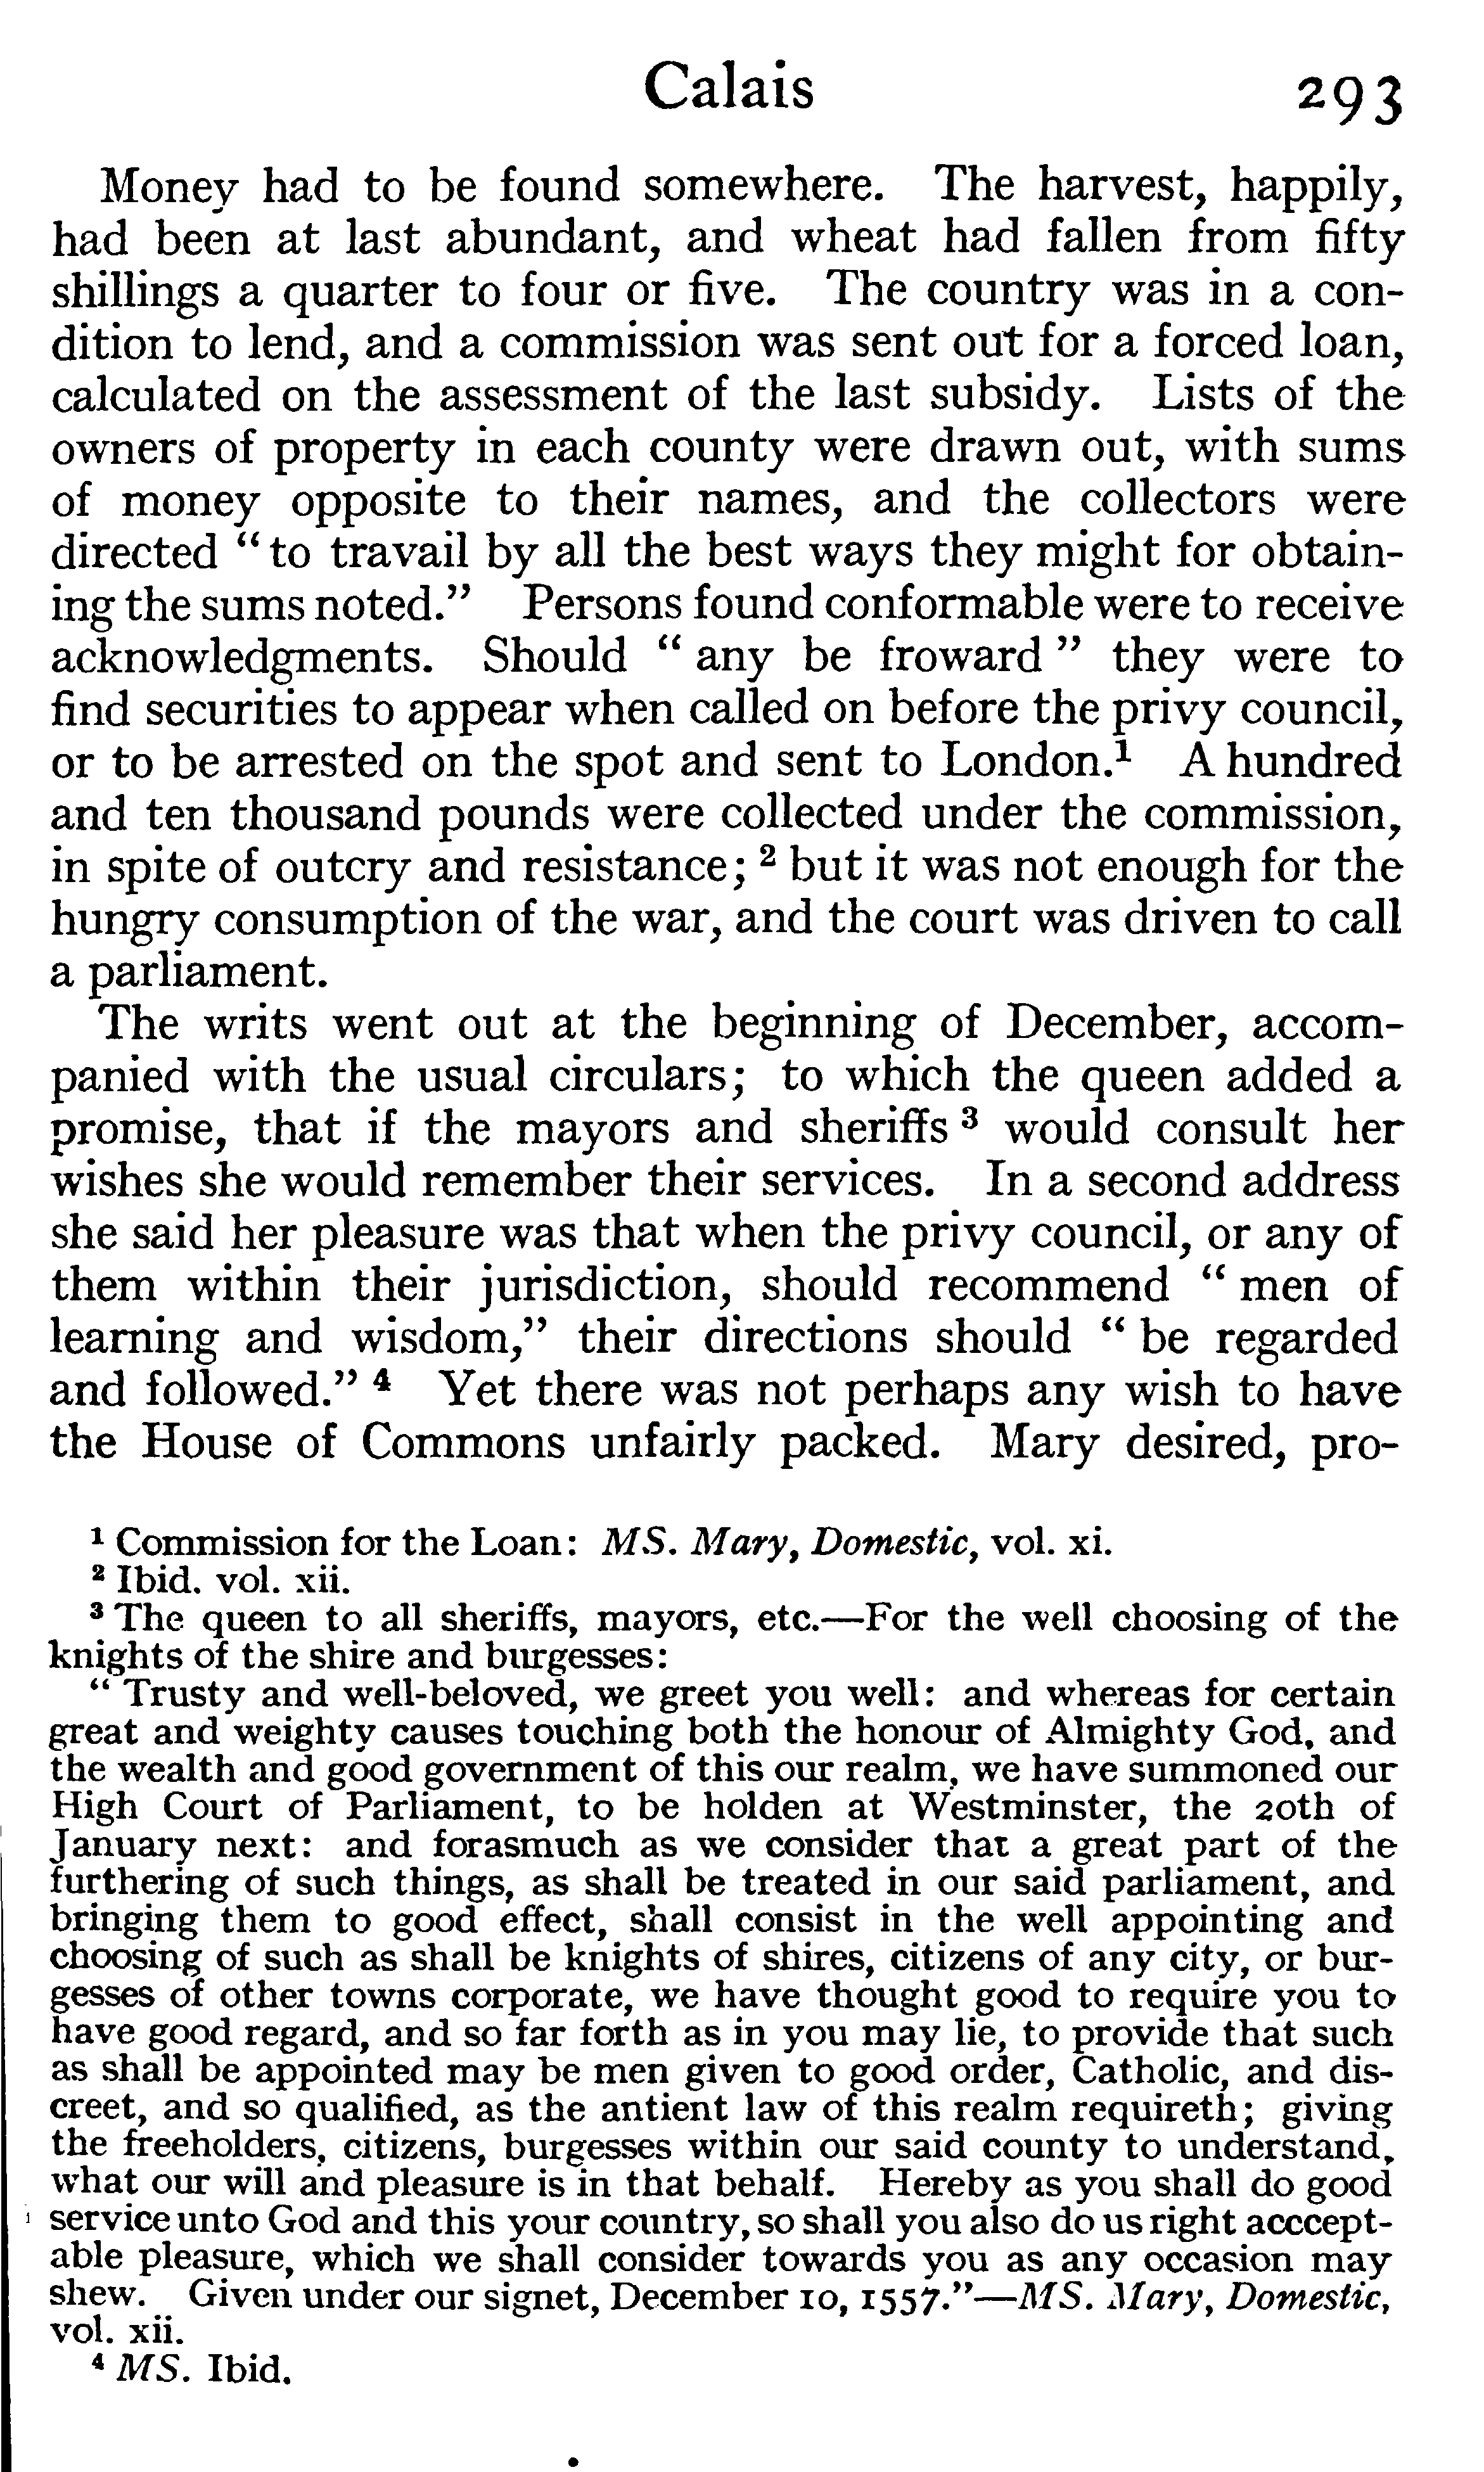 Calais 293
Money had to be found somewhere. The harvest, happily,
had been at last abundant, and wheat had fallen from fifty
shillings a quarter to four or five. The country was in a con-
dition to lend, and a commission was sent out for a forced loan,
calculated on the assessment of the last subsidy. Lists of the
owners of property in each county were drawn out, with sums
of money opposite to their names, and the collectors were
directed “to travail by all the best ways they might for obtain-
ing the sums noted.” Persons found conformable were to receive
acknowledgments. Should “any be froward” they were to
find securities to appear when called on before the privy council,
or to be arrested on the spot and sent to London.¹ A hundred
and ten thousand pounds were collected under the commission,
in spite of outcry and resistance; ² but it was not enough for the
hungry consumption of the war, and the court was driven to call
a parliament.
The writs went out at the beginning of December, accom-
panied with the usual circulars; to which the queen added a
promise, that if the mayors and sheriffs ³ would consult her
wishes she would remember their services. In a second address
she said her pleasure was that when the privy council, or any of
them within their jurisdiction, should recommend “men of
learning and wisdom,” their directions should “be regarded
and followed.” ⁴ Yet there was not perhaps any wish to have
the House of Commons unfairly packed. Mary desired, pro-
¹ Commission for the Loan: MS. Mary, Domestic, vol. xi.
² Ibid. vol. xii.
³ The queen to all sheriffs, mayors, etc.—For the well choosing of the
knights of the shire and burgesses:
“Trusty and well-beloved, we greet you well: and whereas for certain
great and weighty causes touching both the honour of Almighty God, and
the wealth and good government of this our realm, we have summoned our
High Court of Parliament, to be holden at Westminster, the 20th of
January next: and forasmuch as we consider that a great part of the
furthering of such things, as shall be treated in our said parliament, and
bringing them to good effect, shall consist in the well appointing and
choosing of such as shall be knights of shires, citizens of any city, or bur-
gesses of other towns corporate, we have thought good to require you to
have good regard, and so far forth as in you may lie, to provide that such
as shall be appointed may be men given to good order, Catholic, and dis-
creet, and so qualified, as the antient law of this realm requireth; giving
the freeholders, citizens, burgesses within our said county to understand,
what our will and pleasure is in that behalf. Hereby as you shall do good
service unto God and this your country, so shall you also do us right acccept-
able pleasure, which we shall consider towards you as any occasion may
shew. Given under our signet, December 10, 1557.”—MS. Mary, Domestic,
vol. xii.
⁴ MS. Ibid.